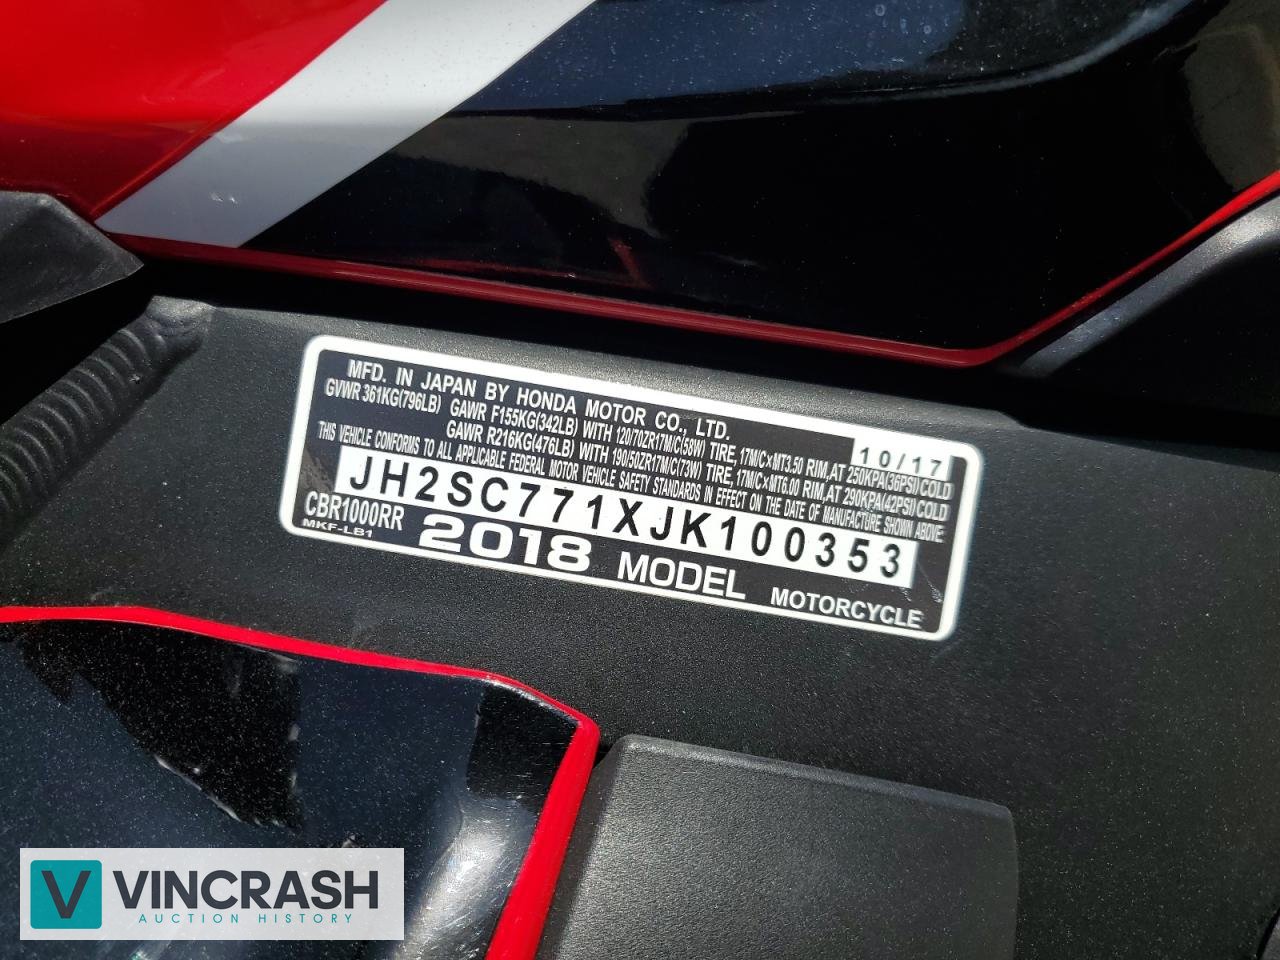 MFD. IN JAPAN BY HONDA MOTOR CO., LTD. 10/17
GVWR 361KG(796LB) GAWR F155KG(342LB) WITH 120/70ZR17M/C(58W) TIRE, 17M/C×MT3.50 RIM, AT 250KPA(36PSI)COLD
GAWR R216KG(476LB) WITH 190/50ZR17M/C(73W) TIRE, 17M/C×MT6.00 RIM, AT 290KPA(42PSI)COLD
THIS VEHICLE CONFORMS TO ALL APPLICABLE FEDERAL MOTOR VEHICLE SAFETY STANDARDS IN EFFECT ON THE DATE OF MANUFACTURE SHOWN ABOVE.
JH2SC771XJK100353
CBR1000RR
MKF-LB1
2018 MODEL MOTORCYCLE
V VINCRASH
AUCTION HISTORY